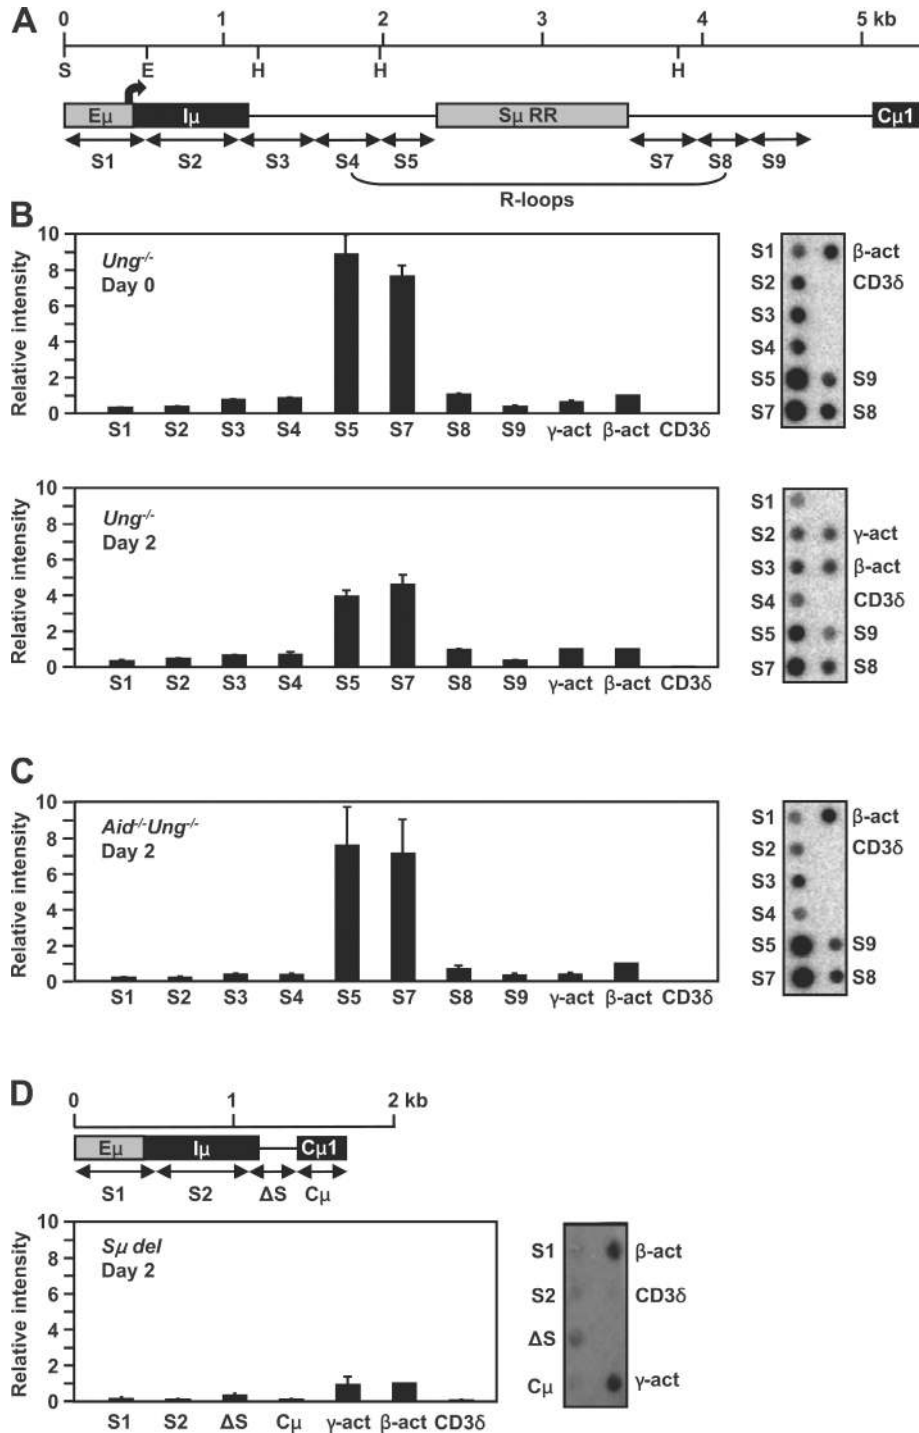 A
0 1 2 3 4 5 kb
S E H H H
Eμ Iμ Sμ RR Cμ1
S1 S2 S3 S4 S5 S7 S8 S9
R-loops
B
Relative intensity
10
8
6
4
2
0
Ung-/-
Day 0
S1 S2 S3 S4 S5 S7 S8 S9 γ-act β-act CD3δ
S1 β-act
S2 CD3δ
S3
S4
S5 S9
S7 S8
Relative intensity
10
8
6
4
2
0
Ung-/-
Day 2
S1 S2 S3 S4 S5 S7 S8 S9 γ-act β-act CD3δ
S1
S2 γ-act
S3 β-act
S4 CD3δ
S5 S9
S7 S8
C
Relative intensity
10
8
6
4
2
0
Aid-/-Ung-/-
Day 2
S1 S2 S3 S4 S5 S7 S8 S9 γ-act β-act CD3δ
S1 β-act
S2 CD3δ
S3
S4
S5 S9
S7 S8
D
0 1 2 kb
Eμ Iμ Cμ1
S1 S2 ΔS Cμ
Relative intensity
10
8
6
4
2
0
Sμ del
Day 2
S1 S2 ΔS Cμ γ-act β-act CD3δ
S1 β-act
S2 CD3δ
ΔS
Cμ γ-act